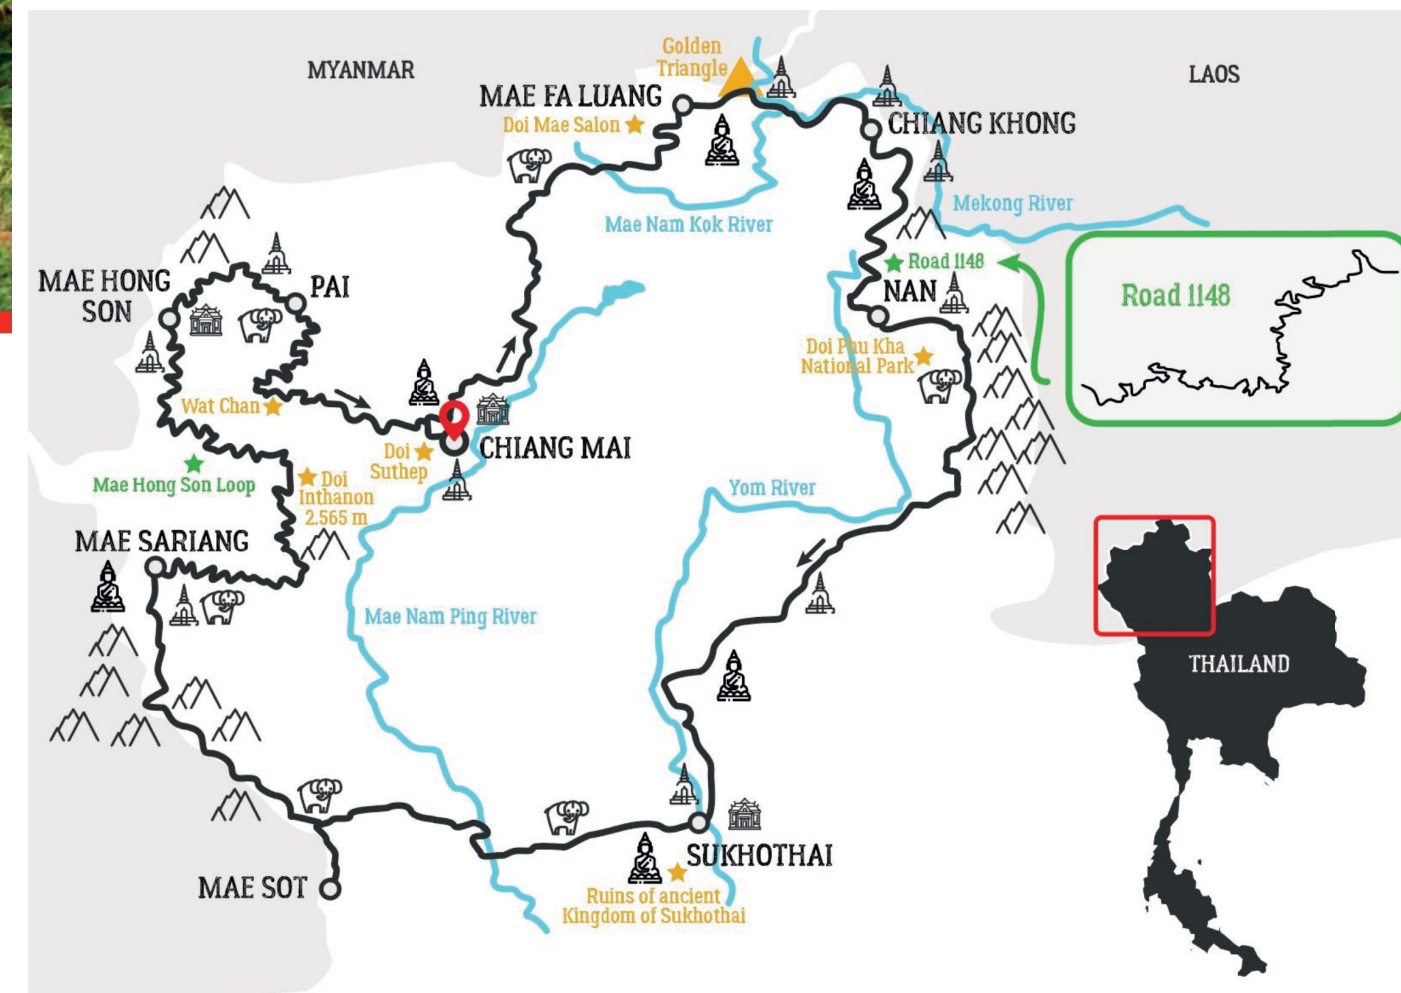 MYANMAR
LAOS
Golden
Triangle
MAE FA LUANG
Doi Mae Salon
CHIANG KHONG
Mekong River
Mae Nam Kok River
Road 1148
Road 1148
NAN
MAE HONG
SON
PAI
Doi Phu Kha
National Park
Wat Chan
Doi
Suthep
CHIANG MAI
Mae Hong Son Loop
Doi
Inthanon
2.565 m
Yom River
MAE SARIANG
Mae Nam Ping River
THAILAND
SUKHOTHAI
MAE SOT
Ruins of ancient
Kingdom of Sukhothai